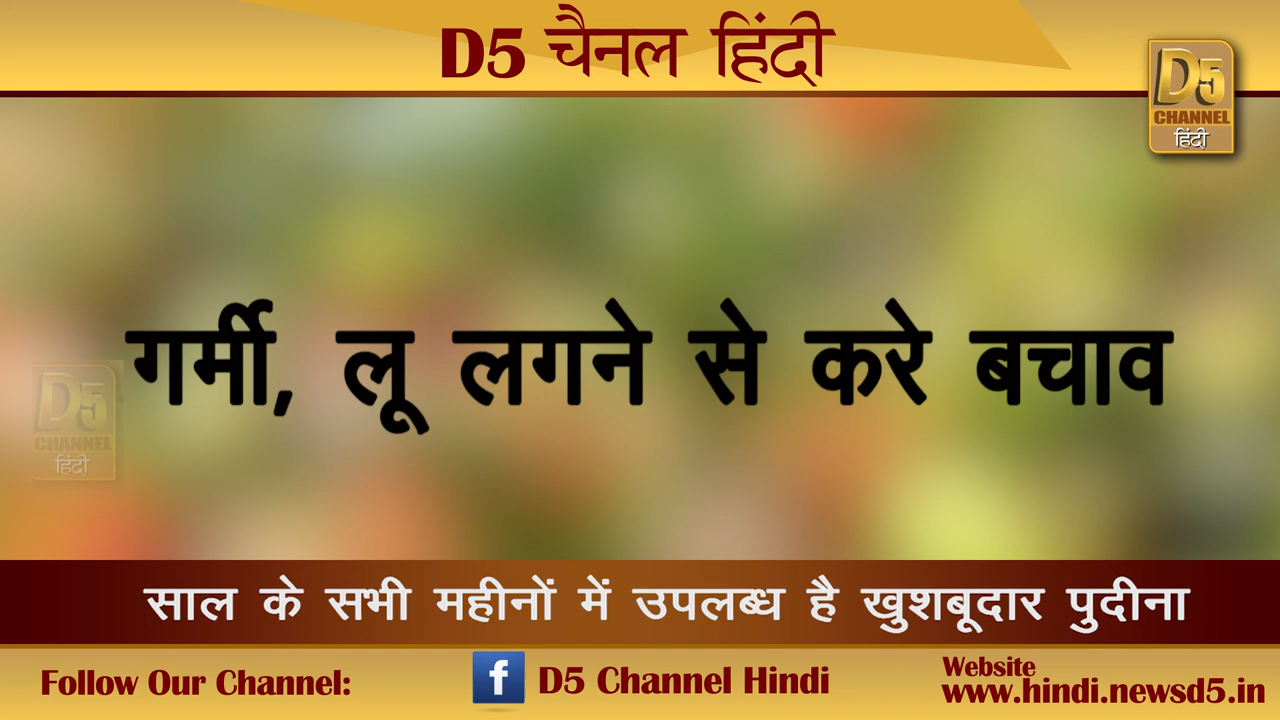 D5 चैनल हिंदी
D5
CHANNEL
हिंदी
गर्मी, लू लगने से करे बचाव
D5
CHANNEL
हिंदी
साल के सभी महीनों में उपलब्ध है खुशबूदार पुदीना
Follow Our Channel:
f D5 Channel Hindi
Website
www.hindi.newsd5.in